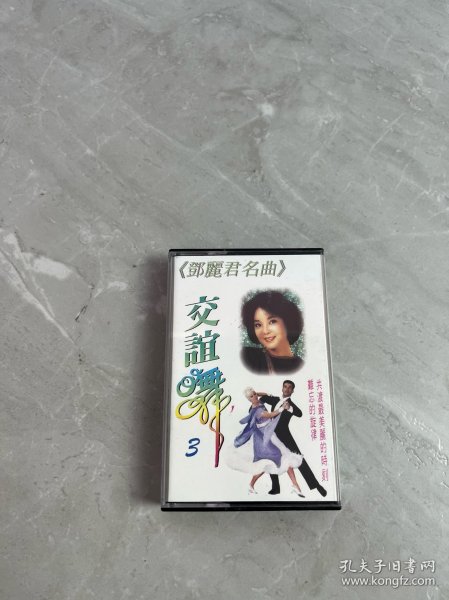 《鄧麗君名曲》
交誼舞
3
共渡最美麗的時刻
難忘的旋律
孔夫子旧书网
www.kongfz.com